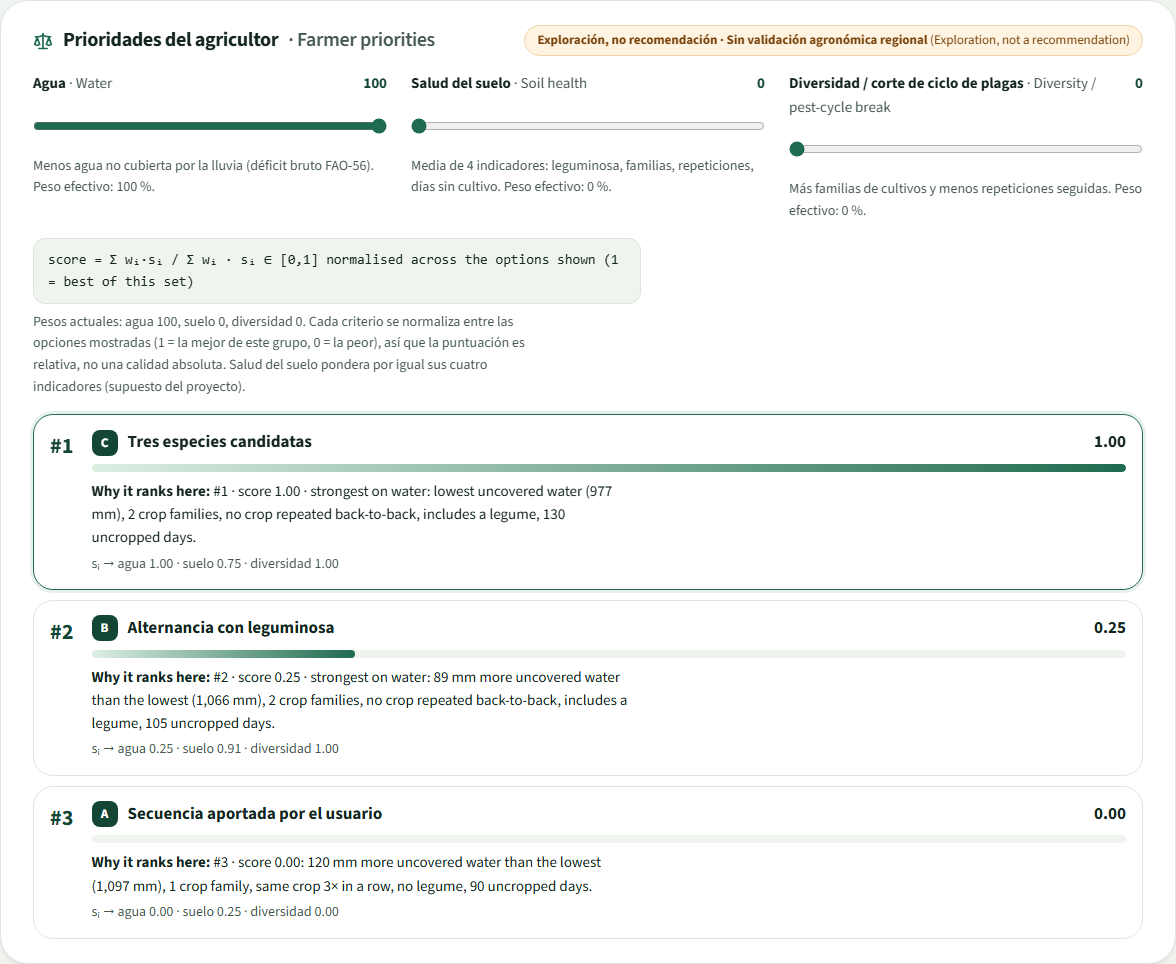 Prioridades del agricultor · Farmer priorities
Exploración, no recomendación · Sin validación agronómica regional (Exploration, not a recommendation)
Agua · Water 100
Menos agua no cubierta por la lluvia (déficit bruto FAO-56).
Peso efectivo: 100 %.
Salud del suelo · Soil health 0
Media de 4 indicadores: leguminosa, familias, repeticiones,
días sin cultivo. Peso efectivo: 0 %.
Diversidad / corte de ciclo de plagas · Diversity / 0
pest-cycle break
Más familias de cultivos y menos repeticiones seguidas. Peso
efectivo: 0 %.
score = Σ wᵢ·sᵢ / Σ wᵢ · sᵢ ∈ [0,1] normalised across the options shown (1
= best of this set)
Pesos actuales: agua 100, suelo 0, diversidad 0. Cada criterio se normaliza entre las
opciones mostradas (1 = la mejor de este grupo, 0 = la peor), así que la puntuación es
relativa, no una calidad absoluta. Salud del suelo pondera por igual sus cuatro
indicadores (supuesto del proyecto).
#1 C Tres especies candidatas 1.00
Why it ranks here: #1 · score 1.00 · strongest on water: lowest uncovered water (977
mm), 2 crop families, no crop repeated back-to-back, includes a legume, 130
uncropped days.
sᵢ → agua 1.00 · suelo 0.75 · diversidad 1.00
#2 B Alternancia con leguminosa 0.25
Why it ranks here: #2 · score 0.25 · strongest on water: 89 mm more uncovered water
than the lowest (1,066 mm), 2 crop families, no crop repeated back-to-back, includes a
legume, 105 uncropped days.
sᵢ → agua 0.25 · suelo 0.91 · diversidad 1.00
#3 A Secuencia aportada por el usuario 0.00
Why it ranks here: #3 · score 0.00: 120 mm more uncovered water than the lowest
(1,097 mm), 1 crop family, same crop 3× in a row, no legume, 90 uncropped days.
sᵢ → agua 0.00 · suelo 0.25 · diversidad 0.00